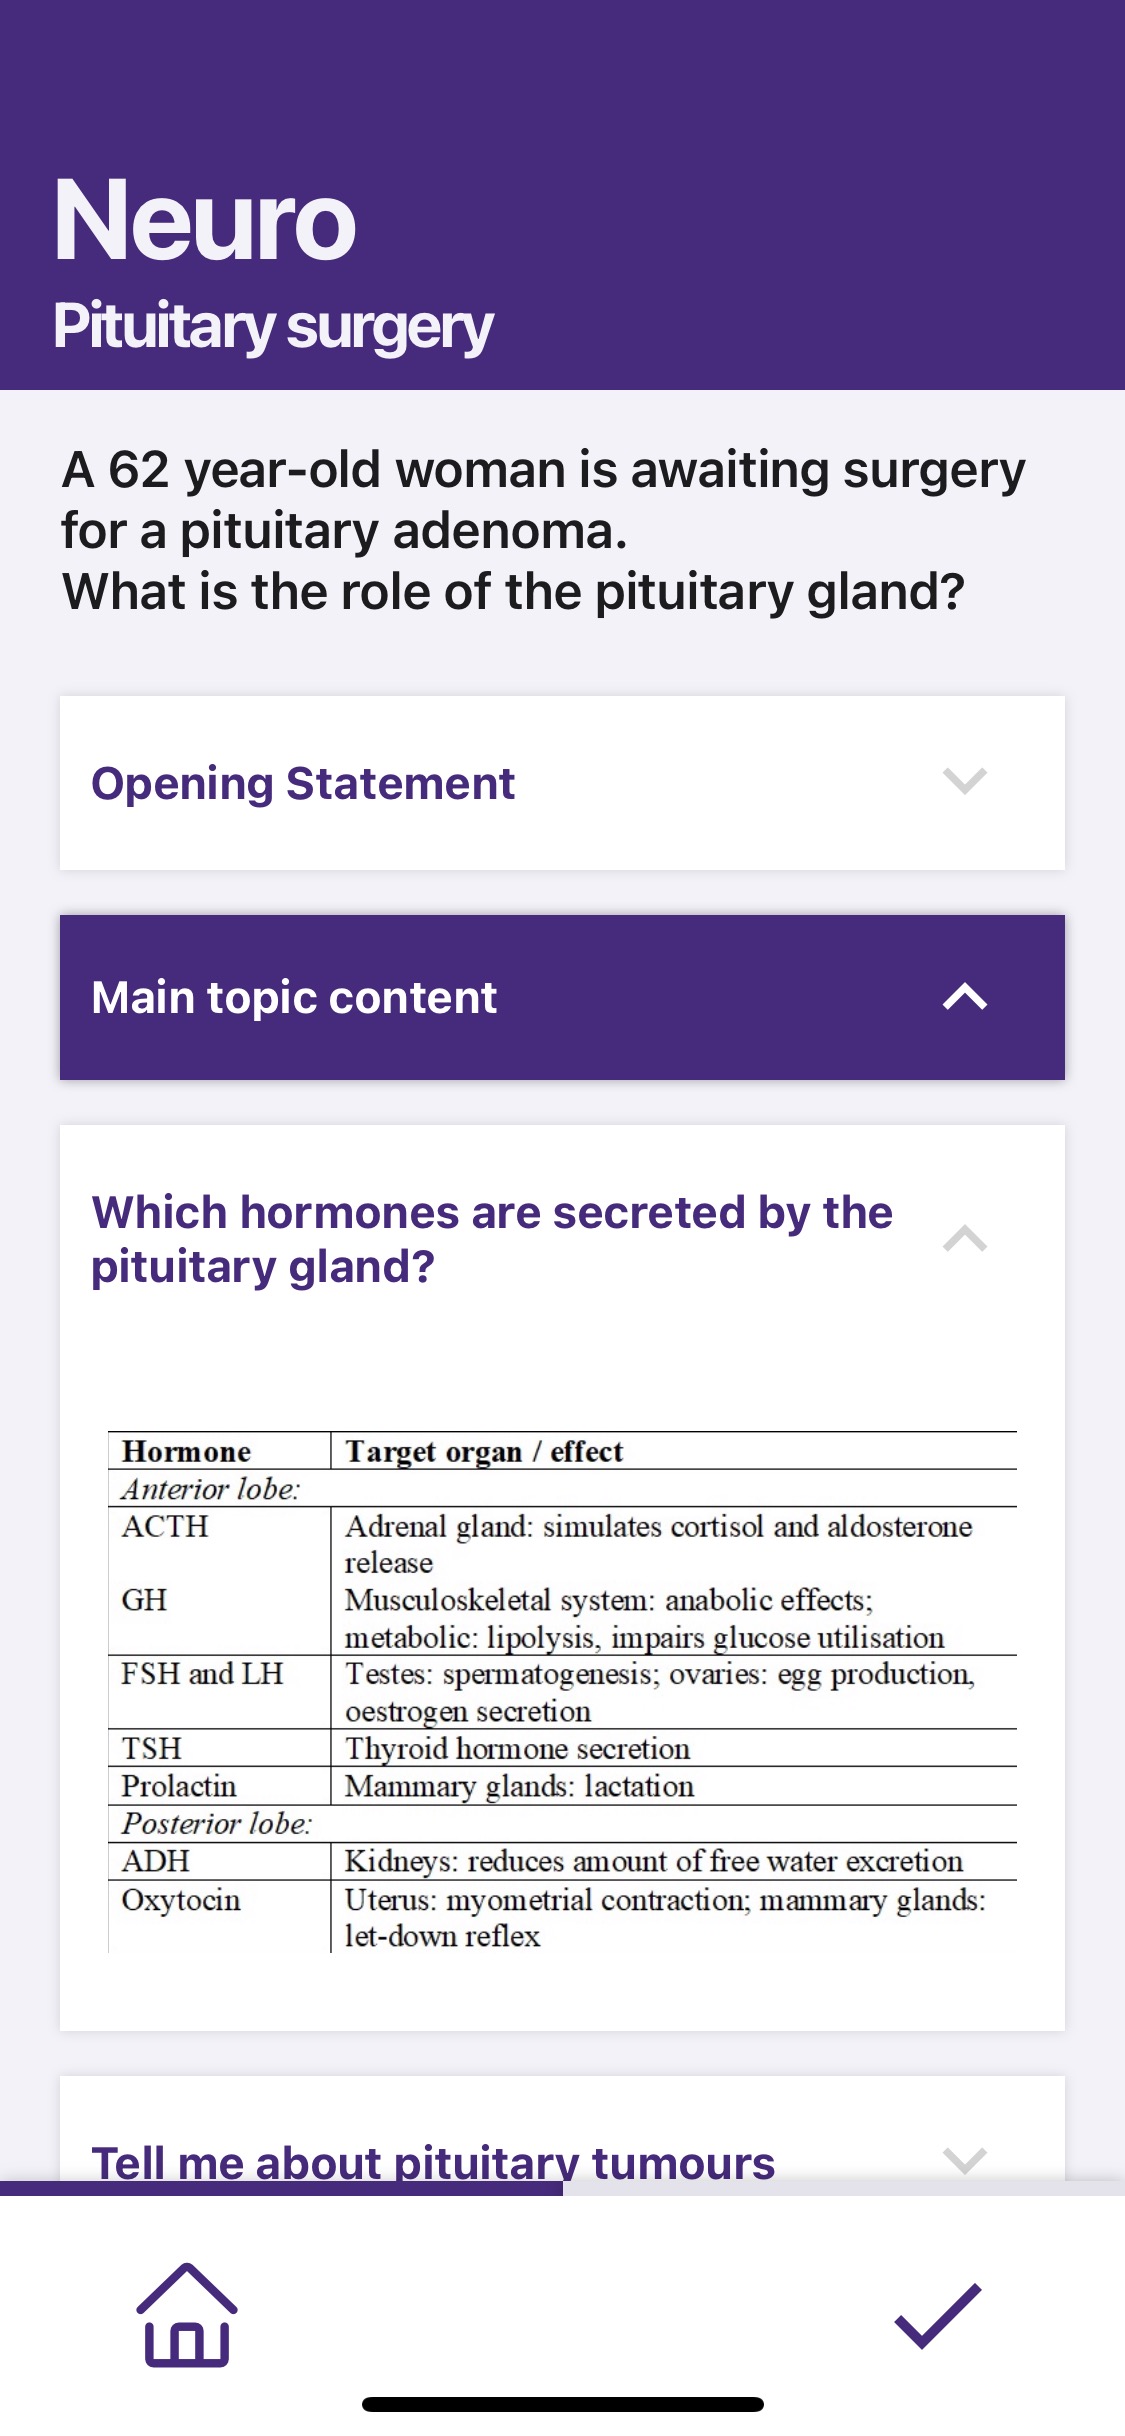 Neuro
Pituitary surgery
A 62 year-old woman is awaiting surgery
for a pituitary adenoma.
What is the role of the pituitary gland?
Opening Statement
Main topic content
Which hormones are secreted by the
pituitary gland?
Hormone Target organ / effect
Anterior lobe:
ACTH Adrenal gland: simulates cortisol and aldosterone
release
GH Musculoskeletal system: anabolic effects;
metabolic: lipolysis, impairs glucose utilisation
FSH and LH Testes: spermatogenesis; ovaries: egg production,
oestrogen secretion
TSH Thyroid hormone secretion
Prolactin Mammary glands: lactation
Posterior lobe:
ADH Kidneys: reduces amount of free water excretion
Oxytocin Uterus: myometrial contraction; mammary glands:
let-down reflex
Tell me about pituitary tumours